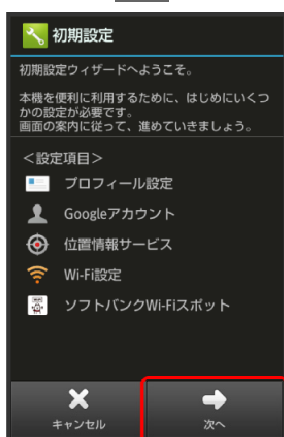 初期設定
初期設定ウィザードへようこそ。
本機を便利に利用するために、はじめにいくつ
かの設定が必要です。
画面の案内に従って、進めていきましょう。
<設定項目>
プロフィール設定
Googleアカウント
位置情報サービス
Wi-Fi設定
ソフトバンクWi-Fiスポット
キャンセル
次へ